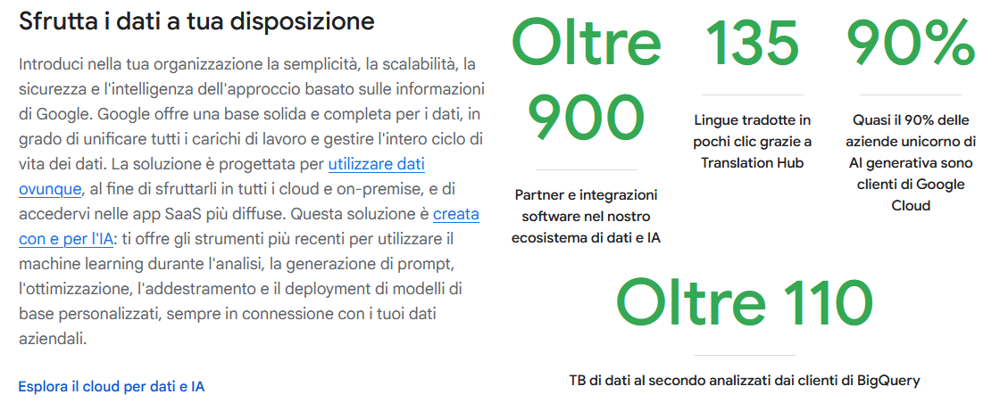 Sfrutta i dati a tua disposizione
Introduci nella tua organizzazione la semplicità, la scalabilità, la
sicurezza e l'intelligenza dell'approccio basato sulle informazioni
di Google. Google offre una base solida e completa per i dati, in
grado di unificare tutti i carichi di lavoro e gestire l'intero ciclo di
vita dei dati. La soluzione è progettata per utilizzare dati
ovunque, al fine di sfruttarli in tutti i cloud e on-premise, e di
accedervi nelle app SaaS più diffuse. Questa soluzione è creata
con e per l'IA: ti offre gli strumenti più recenti per utilizzare il
machine learning durante l'analisi, la generazione di prompt,
l'ottimizzazione, l'addestramento e il deployment di modelli di
base personalizzati, sempre in connessione con i tuoi dati
aziendali.
Esplora il cloud per dati e IA
Oltre
900
Partner e integrazioni
software nel nostro
ecosistema di dati e IA
135
Lingue tradotte in
pochi clic grazie a
Translation Hub
90%
Quasi il 90% delle
aziende unicorno di
AI generativa sono
clienti di Google
Cloud
Oltre 110
TB di dati al secondo analizzati dai clienti di BigQuery